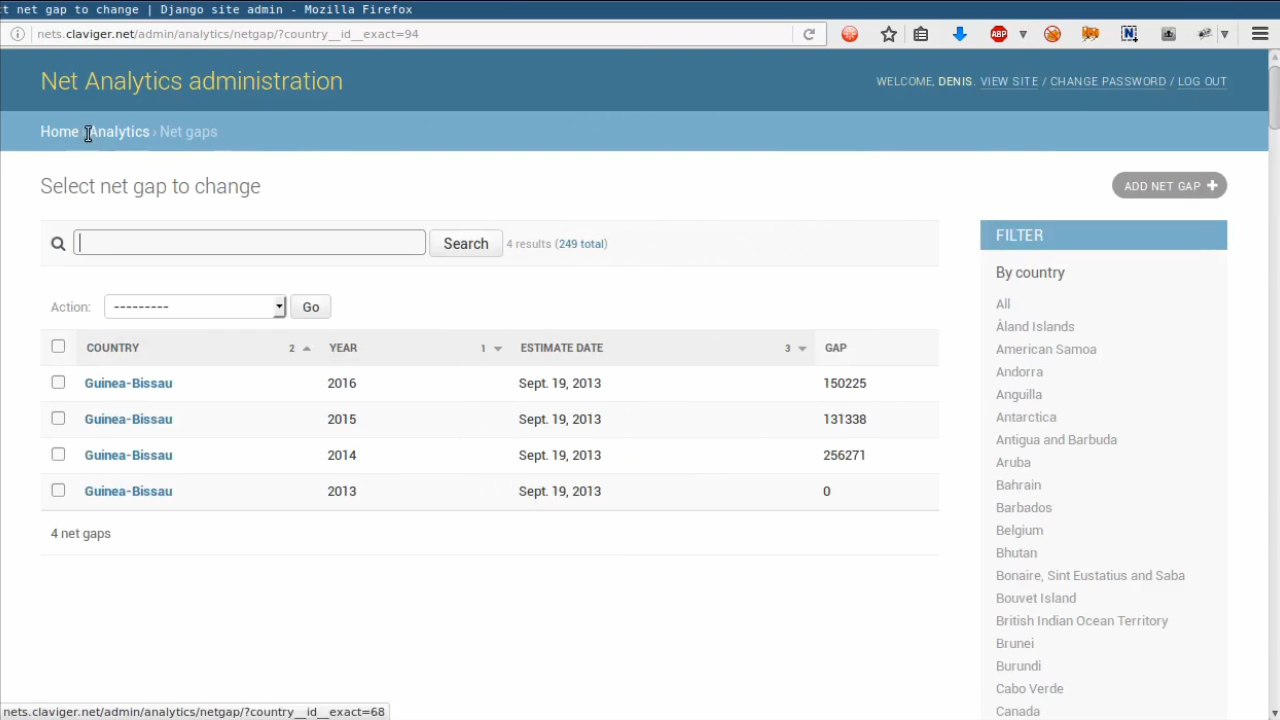 ct net gap to change | Django site admin - Mozilla Firefox
nets.claviger.net/admin/analytics/netgap/?country__id__exact=94
ABP
N
Net Analytics administration
WELCOME, DENIS. VIEW SITE / CHANGE PASSWORD / LOG OUT
Home › Analytics › Net gaps
Select net gap to change
ADD NET GAP +
Search 4 results (249 total)
Action: --------- Go
COUNTRY 2 YEAR 1 ESTIMATE DATE 3 GAP
Guinea-Bissau 2016 Sept. 19, 2013 150225
Guinea-Bissau 2015 Sept. 19, 2013 131338
Guinea-Bissau 2014 Sept. 19, 2013 256271
Guinea-Bissau 2013 Sept. 19, 2013 0
4 net gaps
FILTER
By country
All
Åland Islands
American Samoa
Andorra
Anguilla
Antarctica
Antigua and Barbuda
Aruba
Bahrain
Barbados
Belgium
Bhutan
Bonaire, Sint Eustatius and Saba
Bouvet Island
British Indian Ocean Territory
Brunei
Burundi
Cabo Verde
Canada
nets.claviger.net/admin/analytics/netgap/?country__id__exact=68